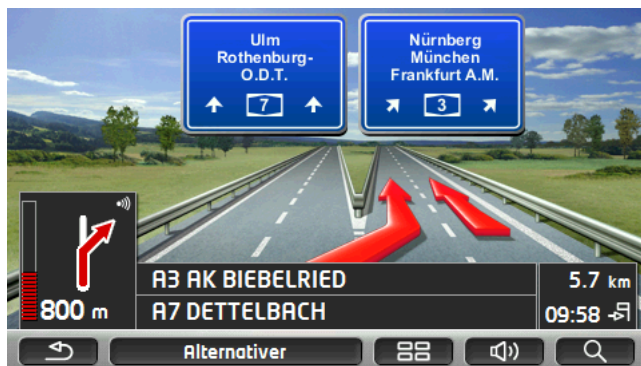 Ulm
Rothenburg-
O.D.T.
7
Nürnberg
München
Frankfurt A.M.
3
A3 AK BIEBELRIED
5.7 km
800 m
A7 DETTELBACH
09:58
Alternativer